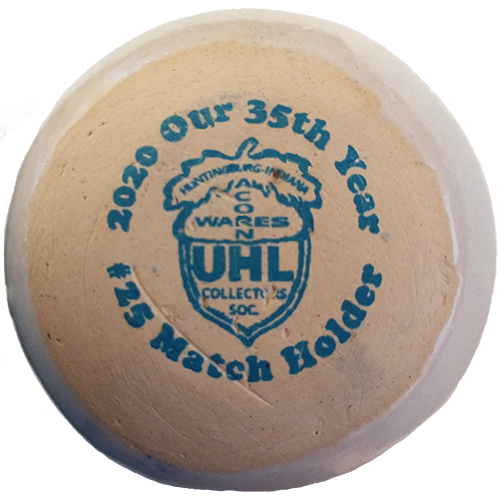 2020 Our 35th Year
HUNTINGBURG-INDIANA
ACORN
WARES
UHL
COLLECTORS
SOC.
#25 Match Holder